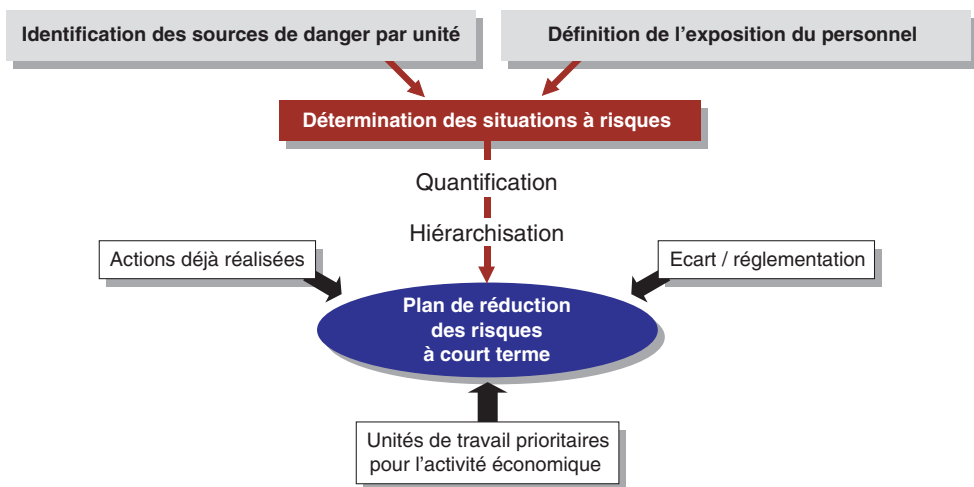 Identification des sources de danger par unité
Définition de l'exposition du personnel
Détermination des situations à risques
Quantification
Hiérarchisation
Actions déjà réalisées
Ecart / réglementation
Plan de réduction
des risques
à court terme
Unités de travail prioritaires
pour l'activité économique